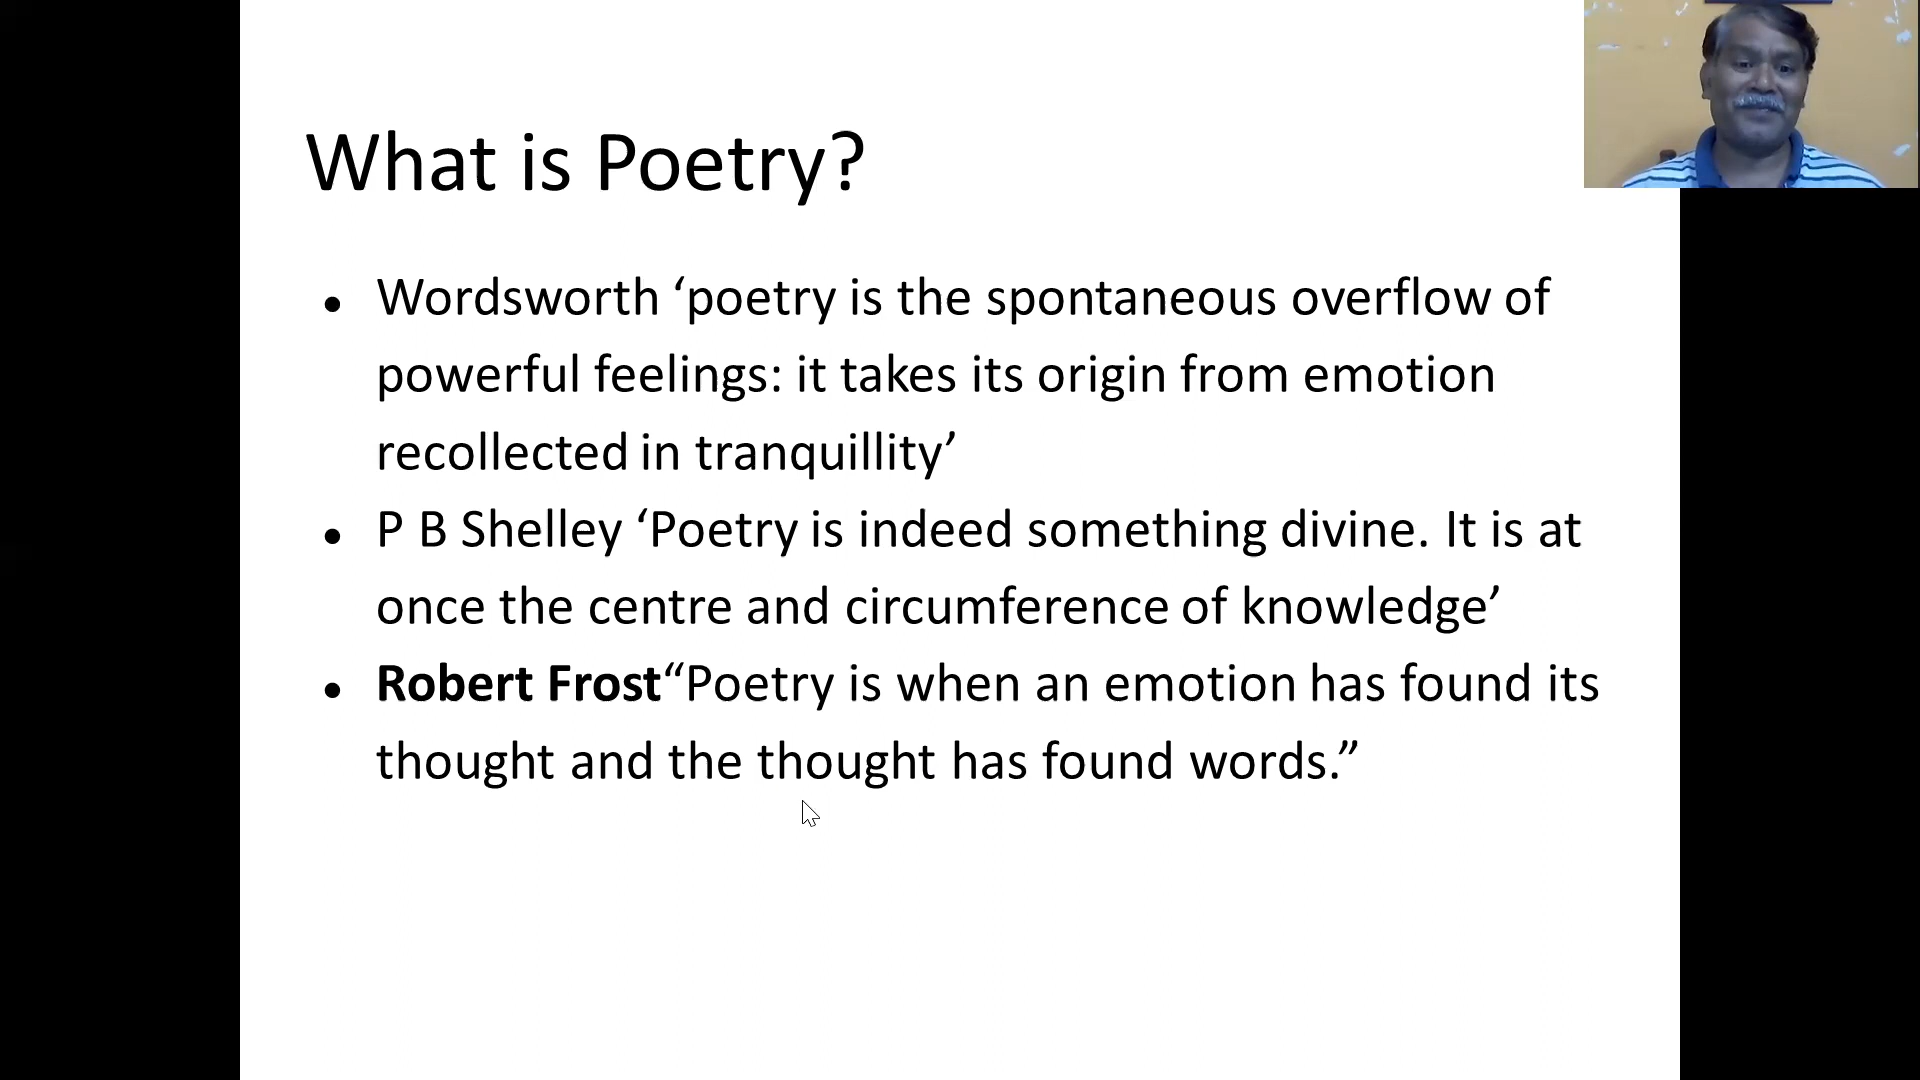 What is Poetry?
• Wordsworth ‘poetry is the spontaneous overflow of
powerful feelings: it takes its origin from emotion
recollected in tranquillity’
• P B Shelley ‘Poetry is indeed something divine. It is at
once the centre and circumference of knowledge’
• Robert Frost“Poetry is when an emotion has found its
thought and the thought has found words.”